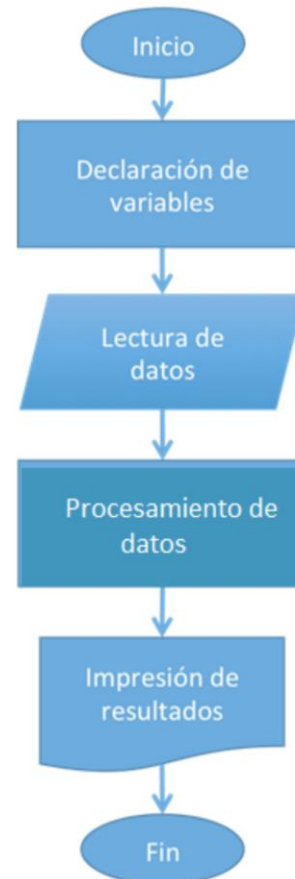 Inicio
Declaración de
variables
Lectura de
datos
Procesamiento de
datos
Impresión de
resultados
Fin